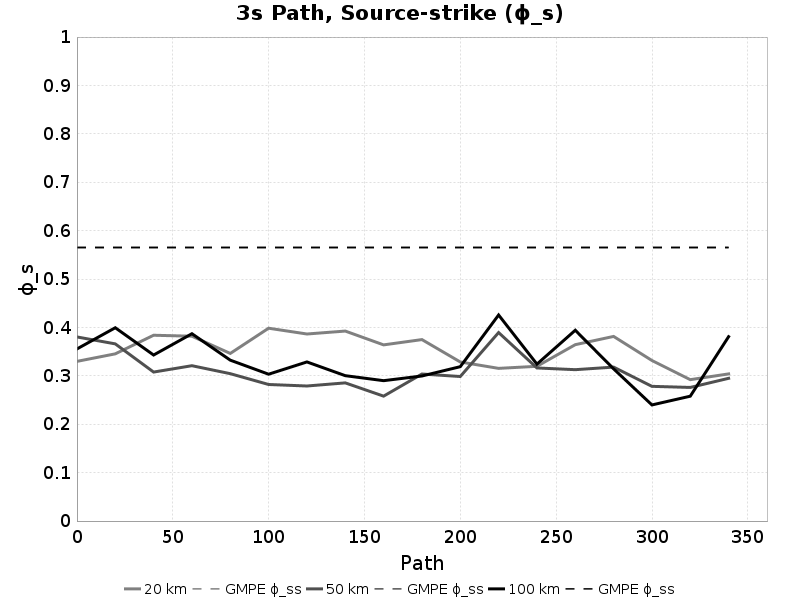 3s Path, Source-strike (ϕ_s)
1
0.9
0.8
0.7
0.6
0.5
0.4
0.3
0.2
0.1
0
ϕ_s
0 50 100 150 200 250 300 350
Path
20 km GMPE ϕ_ss 50 km GMPE ϕ_ss 100 km GMPE ϕ_ss